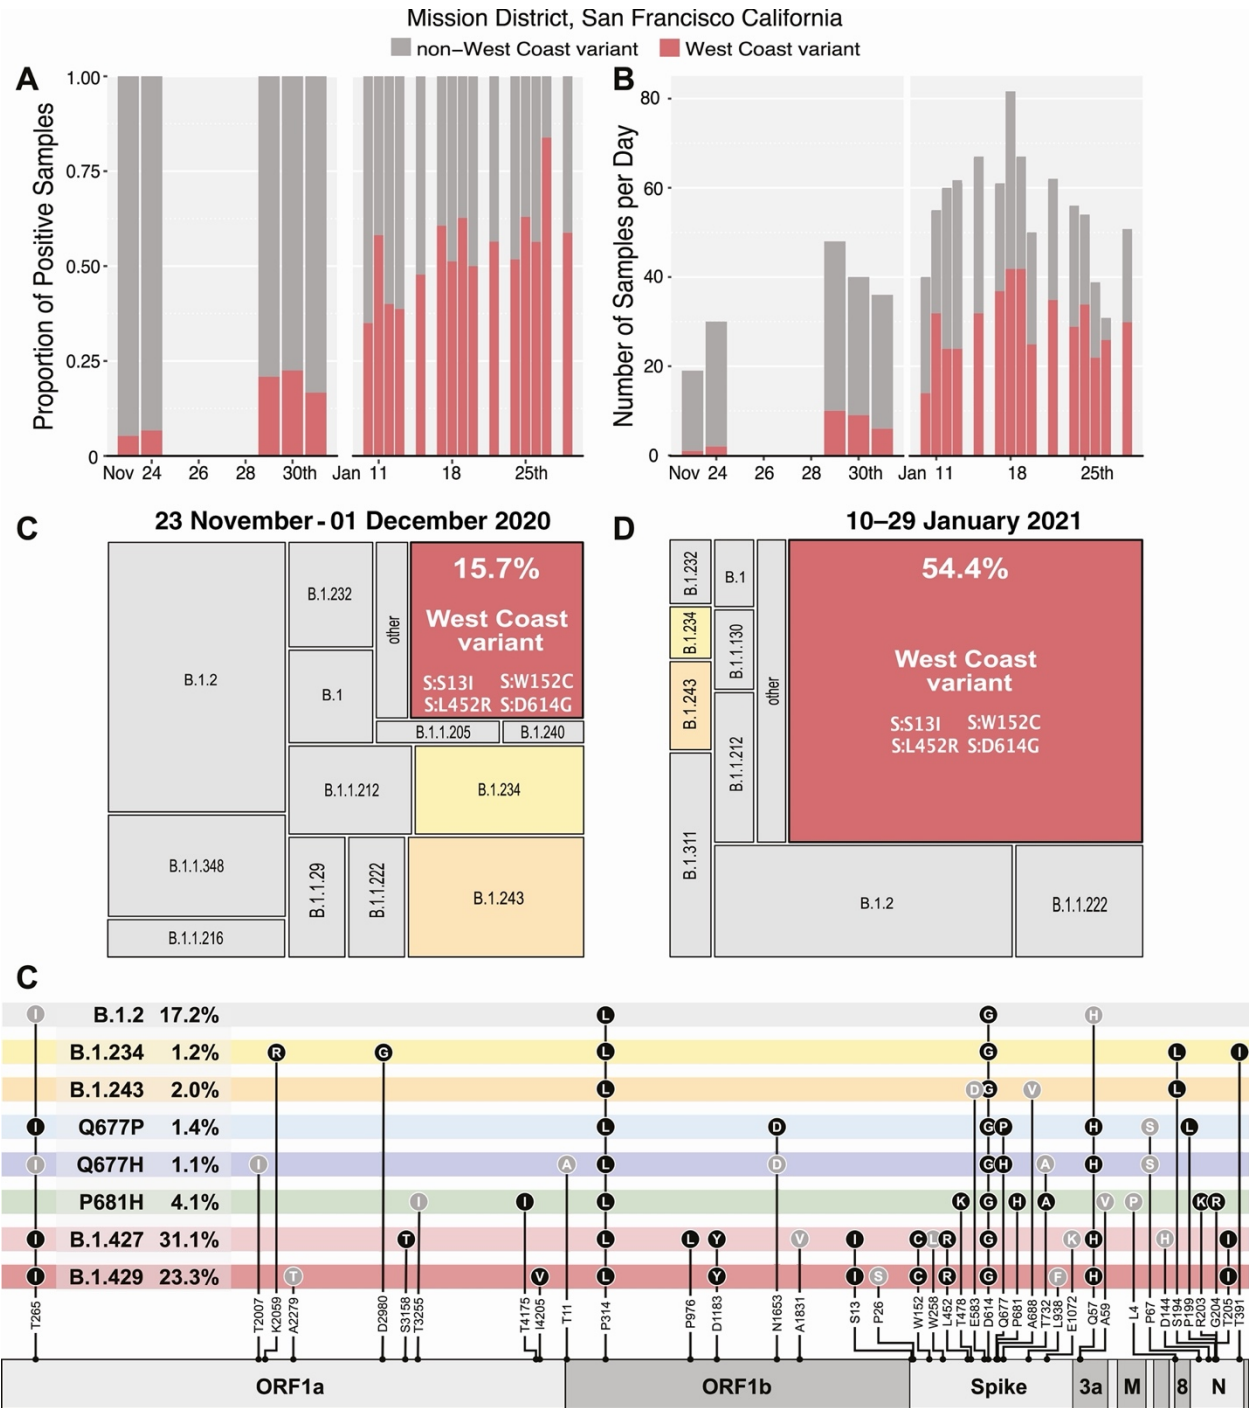 Mission District, San Francisco California
non–West Coast variant West Coast variant
A
Proportion of Positive Samples
1.00
0.75
0.50
0.25
0
Nov 24 26 28 30th Jan 11 18 25th
B
Number of Samples per Day
80
60
40
20
0
Nov 24 26 28 30th Jan 11 18 25th
C
23 November - 01 December 2020
B.1.2
B.1.1.348
B.1.1.216
B.1.232
B.1
other
15.7%
West Coast
variant
S:S13I S:W152C
S:L452R S:D614G
B.1.1.205
B.1.240
B.1.1.212
B.1.234
B.1.1.29
B.1.1.222
B.1.243
D
10–29 January 2021
B.1.232
B.1.234
B.1.243
B.1.311
B.1
B.1.1.130
B.1.1.212
other
54.4%
West Coast
variant
S:S13I S:W152C
S:L452R S:D614G
B.1.2
B.1.1.222
C
I B.1.2 17.2% L G H
B.1.234 1.2% R G L G L I
B.1.243 2.0% L D G V L
I Q677P 1.4% L D G P H S L
I Q677H 1.1% I A L D G H A H S
P681H 4.1% I I L K G H A V P K R
I B.1.427 31.1% T L L Y V I C L R G K H H I
I B.1.429 23.3% T V L Y I S C R G F H I
T265 T2007 K2059 A2279 D2980 S3158 T3255 T4175 I4205 T11 P314 P976 D1183 N1653 A1831 S13 P26 W152 W258 L452 T478 E583 D614 Q677 P681 A688 T732 L938 E1072 Q57 A59 L4 P67 D144 S194 P199 R203 G204 T205 T391
ORF1a ORF1b Spike 3a M 8 N